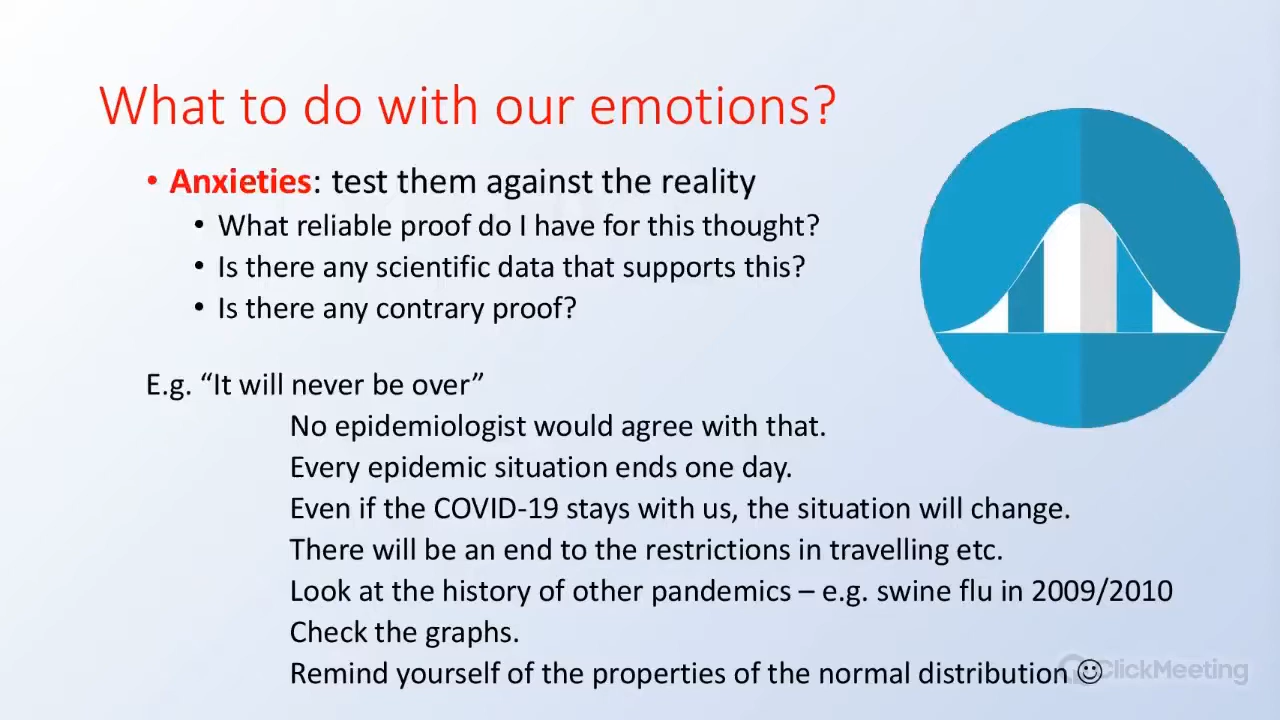 What to do with our emotions?
• Anxieties: test them against the reality
• What reliable proof do I have for this thought?
• Is there any scientific data that supports this?
• Is there any contrary proof?
E.g. “It will never be over”
No epidemiologist would agree with that.
Every epidemic situation ends one day.
Even if the COVID-19 stays with us, the situation will change.
There will be an end to the restrictions in travelling etc.
Look at the history of other pandemics – e.g. swine flu in 2009/2010
Check the graphs.
Remind yourself of the properties of the normal distribution ☺
ClickMeeting